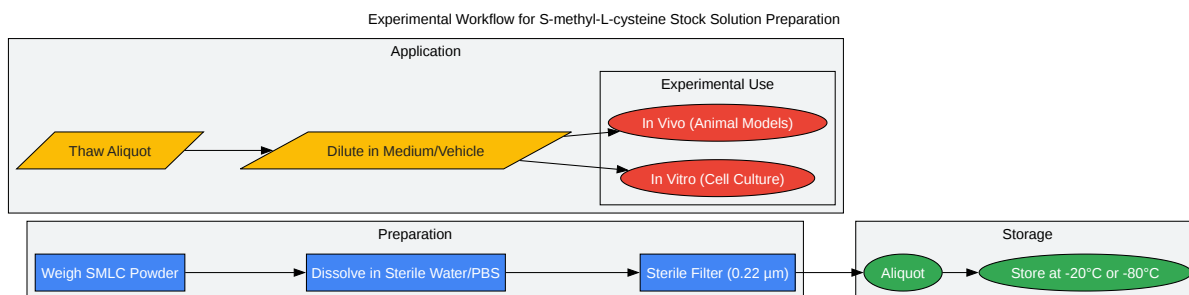 Experimental Workflow for S-methyl-L-cysteine Stock Solution Preparation
Application
Experimental Use
Thaw Aliquot
Dilute in Medium/Vehicle
In Vivo (Animal Models)
In Vitro (Cell Culture)
Preparation
Weigh SMLC Powder
Dissolve in Sterile Water/PBS
Sterile Filter (0.22 µm)
Storage
Aliquot
Store at -20°C or -80°C